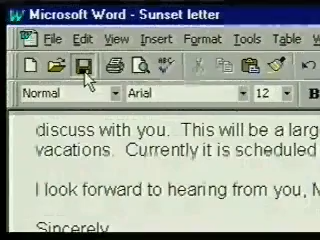 Microsoft Word - Sunset letter
File Edit View Insert Format Tools Table
Normal Arial 12 B
discuss with you. This will be a larg
vacations. Currently it is scheduled
I look forward to hearing from you, M
Sincerely